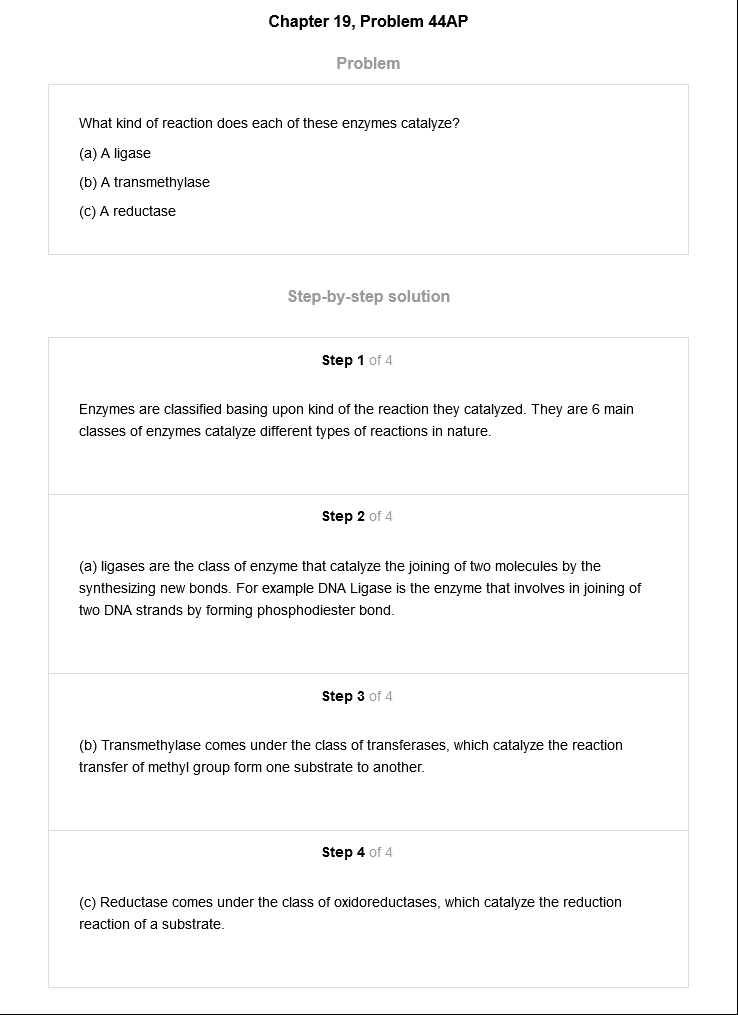 Chapter 19, Problem 44AP
Problem
What kind of reaction does each of these enzymes catalyze?
(a) A ligase
(b) A transmethylase
(c) A reductase
Step-by-step solution
Step 1 of 4
Enzymes are classified basing upon kind of the reaction they catalyzed. They are 6 main
classes of enzymes catalyze different types of reactions in nature.
Step 2 of 4
(a) ligases are the class of enzyme that catalyze the joining of two molecules by the
synthesizing new bonds. For example DNA Ligase is the enzyme that involves in joining of
two DNA strands by forming phosphodiester bond.
Step 3 of 4
(b) Transmethylase comes under the class of transferases, which catalyze the reaction
transfer of methyl group form one substrate to another.
Step 4 of 4
(c) Reductase comes under the class of oxidoreductases, which catalyze the reduction
reaction of a substrate.